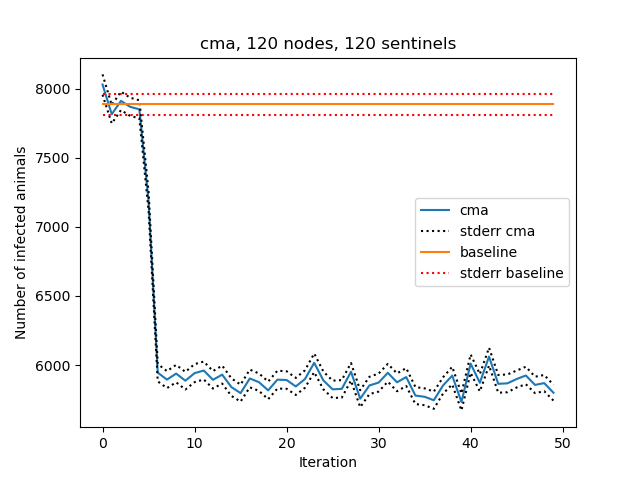 cma, 120 nodes, 120 sentinels
8000
7500
7000
6500
6000
Number of infected animals
cma
stderr cma
baseline
stderr baseline
0
10
20
30
40
50
Iteration